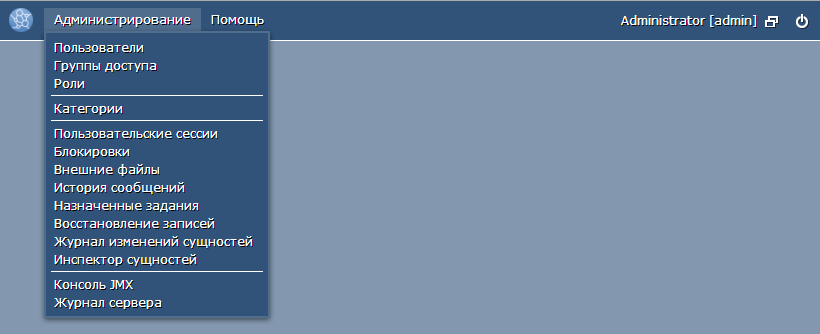 Администрирование Помощь Administrator [admin]
Пользователи
Группы доступа
Роли
Категории
Пользовательские сессии
Блокировки
Внешние файлы
История сообщений
Назначенные задания
Восстановление записей
Журнал изменений сущностей
Инспектор сущностей
Консоль JMX
Журнал сервера